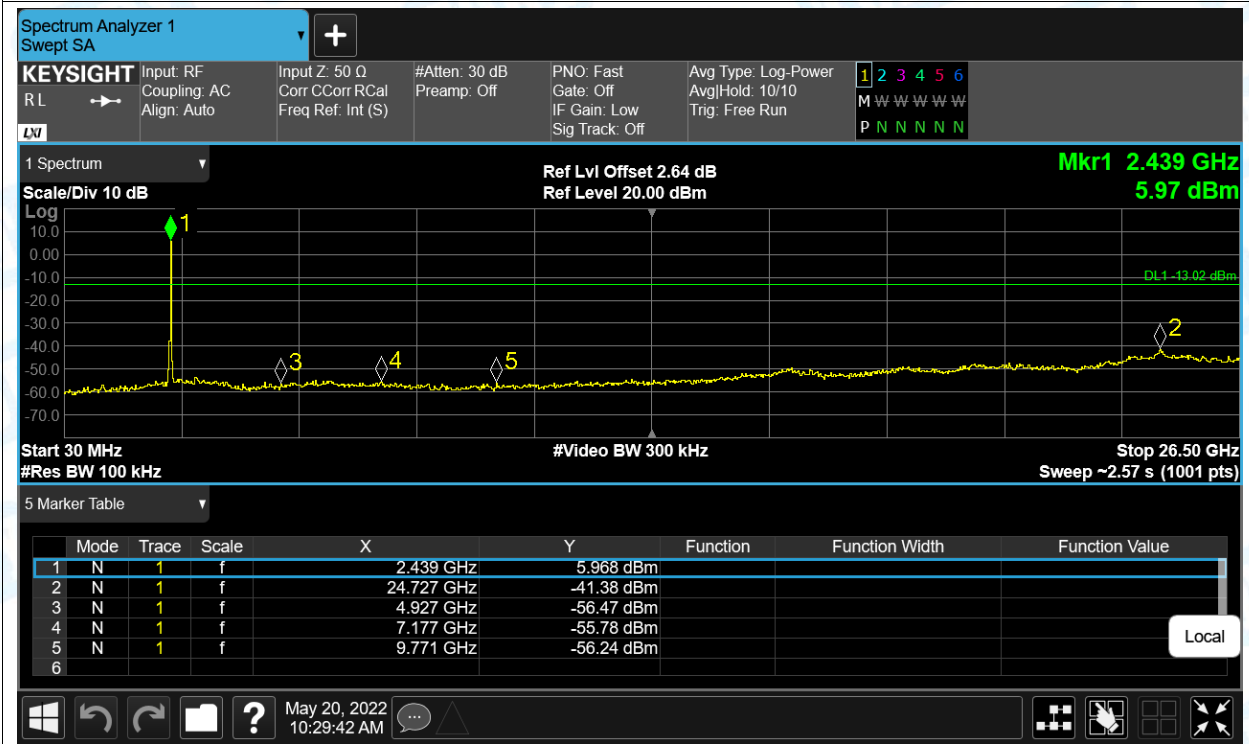 Spectrum Analyzer 1
Swept SA
+
KEYSIGHT
R L
LXI
Input: RF
Coupling: AC
Align: Auto
Input Z: 50 Ω
Corr CCorr RCal
Freq Ref: Int (S)
#Atten: 30 dB
Preamp: Off
PNO: Fast
Gate: Off
IF Gain: Low
Sig Track: Off
Avg Type: Log-Power
Avg|Hold: 10/10
Trig: Free Run
1 2 3 4 5 6
M W W W W W
P N N N N N
1 Spectrum
Scale/Div 10 dB
Ref Lvl Offset 2.64 dB
Ref Level 20.00 dBm
Mkr1 2.439 GHz
5.97 dBm
Log
10.0
0.00
-10.0
-20.0
-30.0
-40.0
-50.0
-60.0
-70.0
1
DL1 -13.02 dBm
2
3
4
5
Start 30 MHz
#Res BW 100 kHz
#Video BW 300 kHz
Stop 26.50 GHz
Sweep ~2.57 s (1001 pts)
5 Marker Table
Mode Trace Scale X Y Function Function Width Function Value
1 N 1 f 2.439 GHz 5.968 dBm
2 N 1 f 24.727 GHz -41.38 dBm
3 N 1 f 4.927 GHz -56.47 dBm
4 N 1 f 7.177 GHz -55.78 dBm
5 N 1 f 9.771 GHz -56.24 dBm
6
Local
?
May 20, 2022
10:29:42 AM